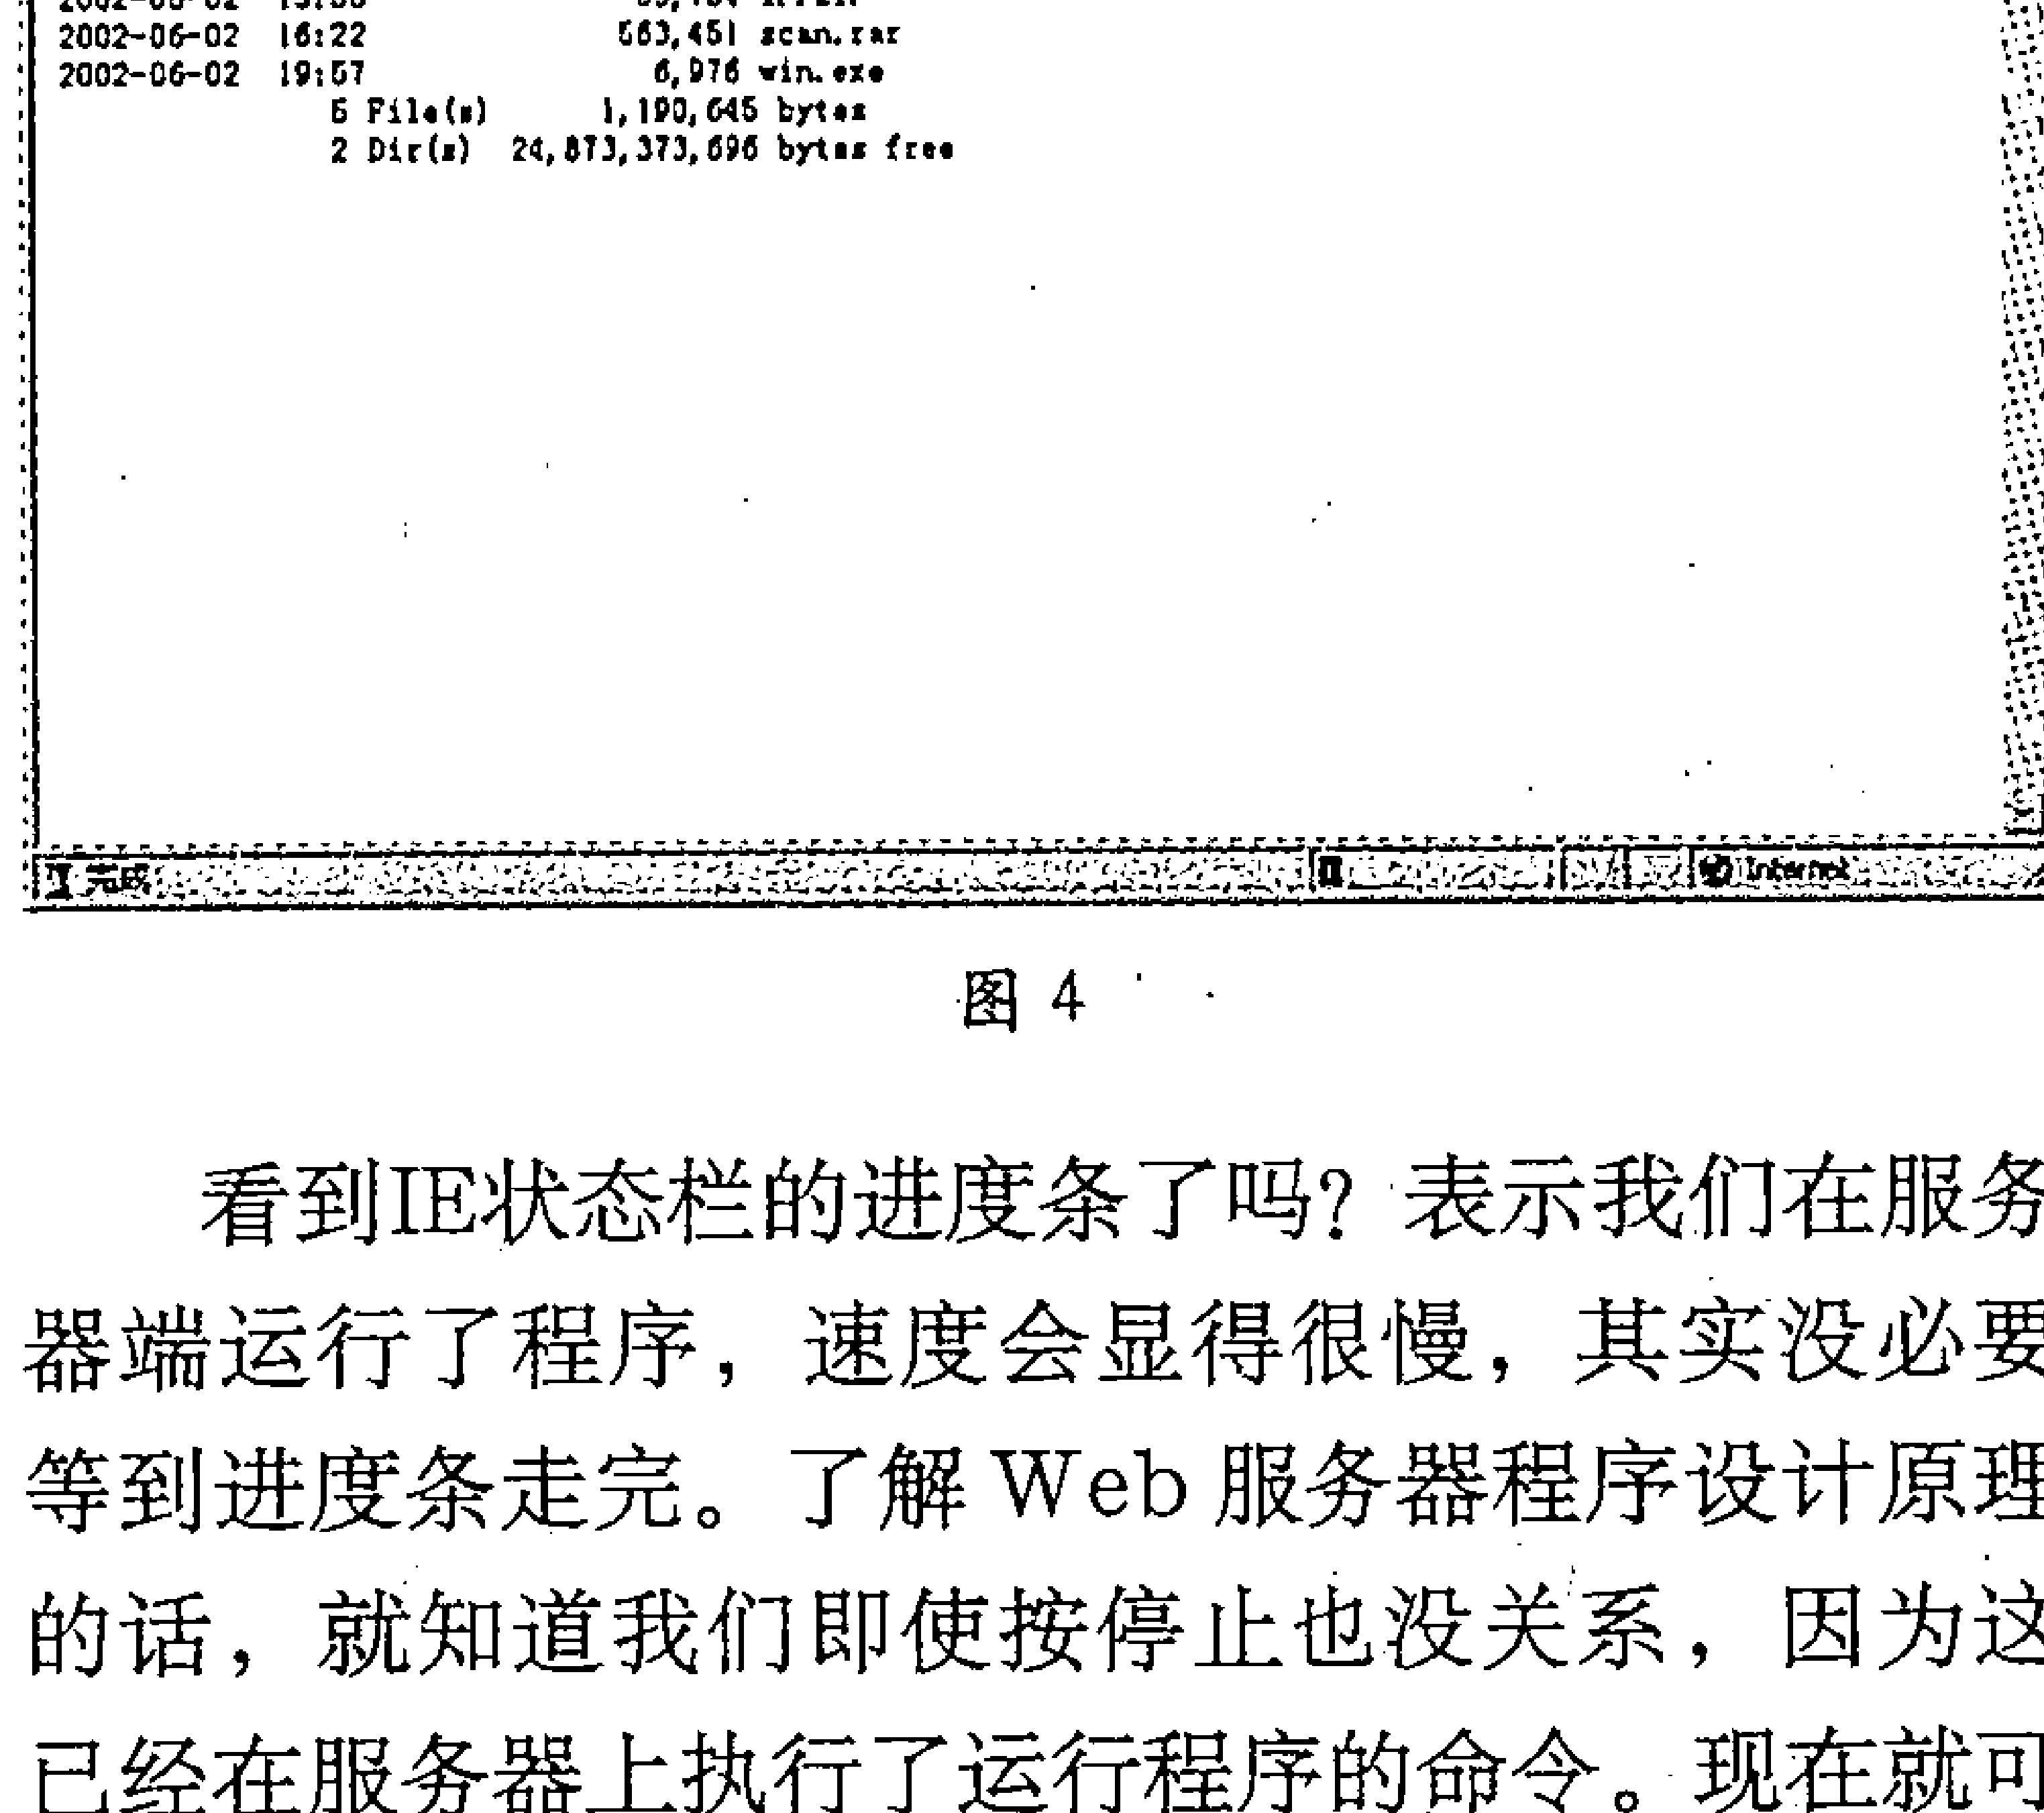 2002-06-02 16:22 563,451 scan.rar
2002-06-02 19:57 6,976 win.exe
5 File(s) 1,190,645 bytes
2 Dir(s) 24,873,373,696 bytes free
完成 Internet
图 4
看到IE状态栏的进度条了吗？表示我们在服务
器端运行了程序，速度会显得很慢，其实没必要
等到进度条走完。了解 Web 服务器程序设计原理
的话，就知道我们即使按停止也没关系，因为这
已经在服务器上执行了运行程序的命令。现在就可